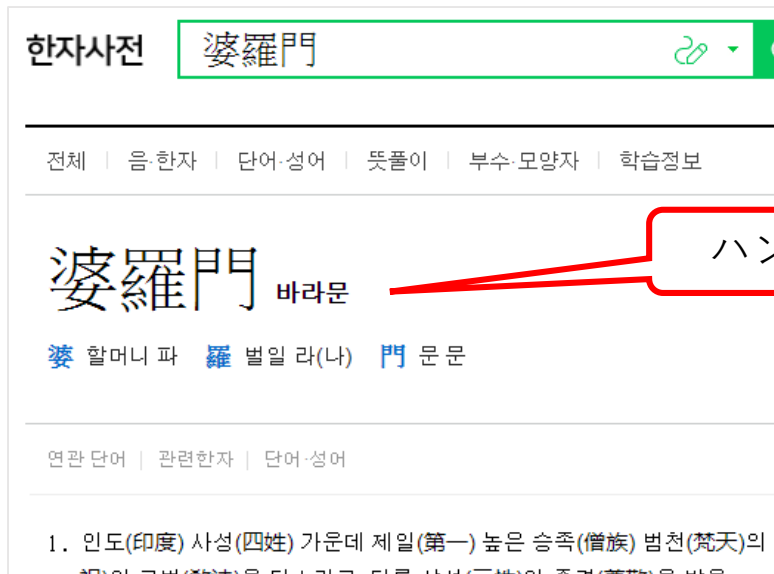 한자사전 婆羅門
전체 음·한자 단어·성어 뜻풀이 부수·모양자 학습정보
ハン
婆羅門 바라문
婆 할머니 파 羅 벌일 라(나) 門 문 문
연관 단어 관련한자 단어·성어
1. 인도(印度) 사성(四姓) 가운데 제일(第一) 높은 승족(僧族) 범천(梵天)의